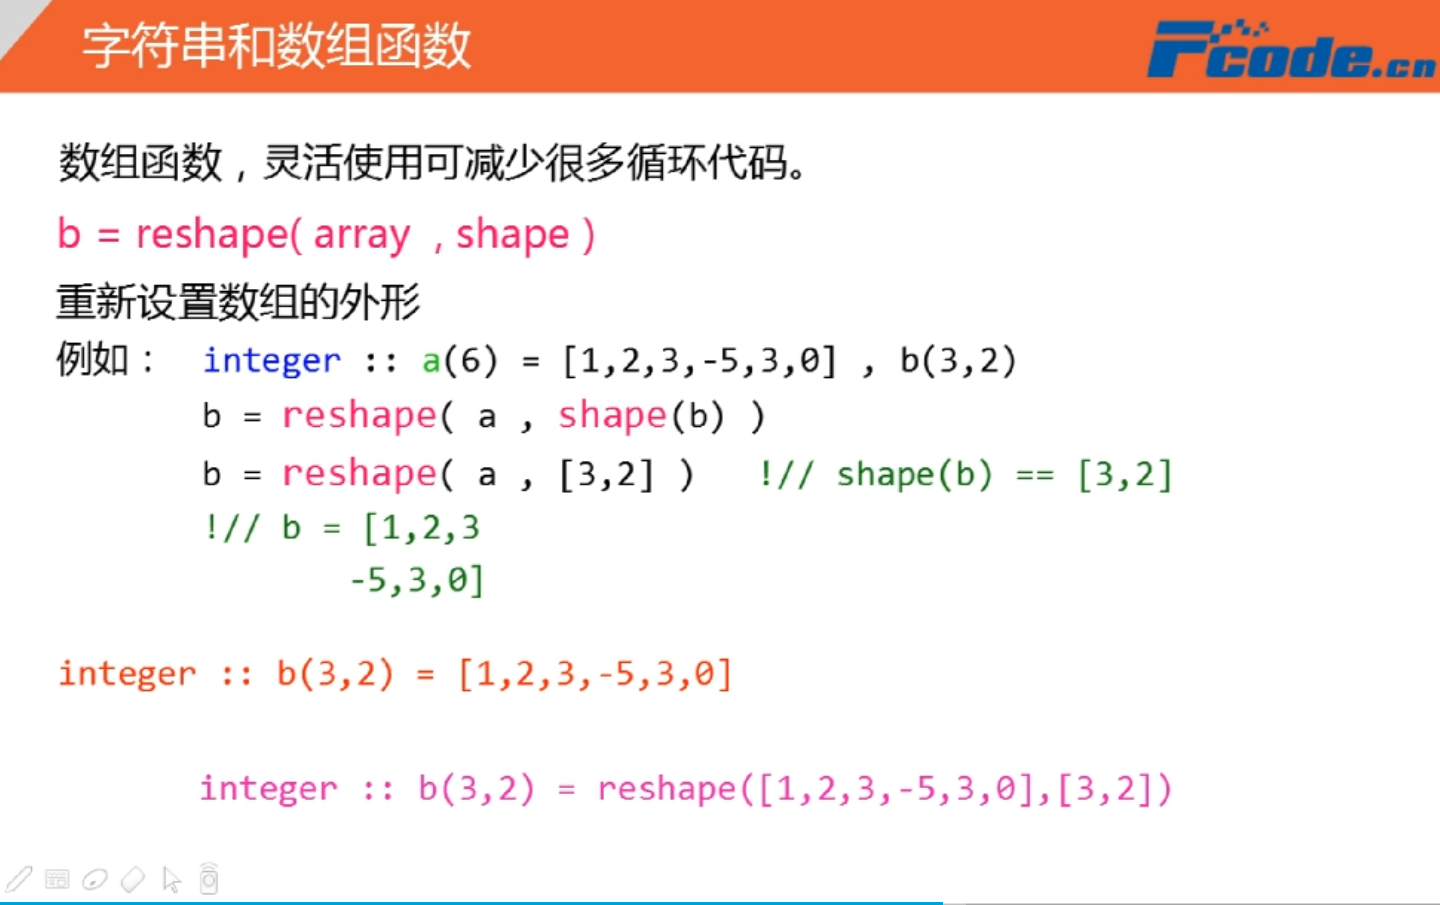 字符串和数组函数
Fcode.cn
数组函数，灵活使用可减少很多循环代码。
b = reshape( array , shape )
重新设置数组的外形
例如： integer :: a(6) = [1,2,3,-5,3,0] , b(3,2)
b = reshape( a , shape(b) )
b = reshape( a , [3,2] ) !// shape(b) == [3,2]
!// b = [1,2,3
-5,3,0]
integer :: b(3,2) = [1,2,3,-5,3,0]
integer :: b(3,2) = reshape([1,2,3,-5,3,0],[3,2])